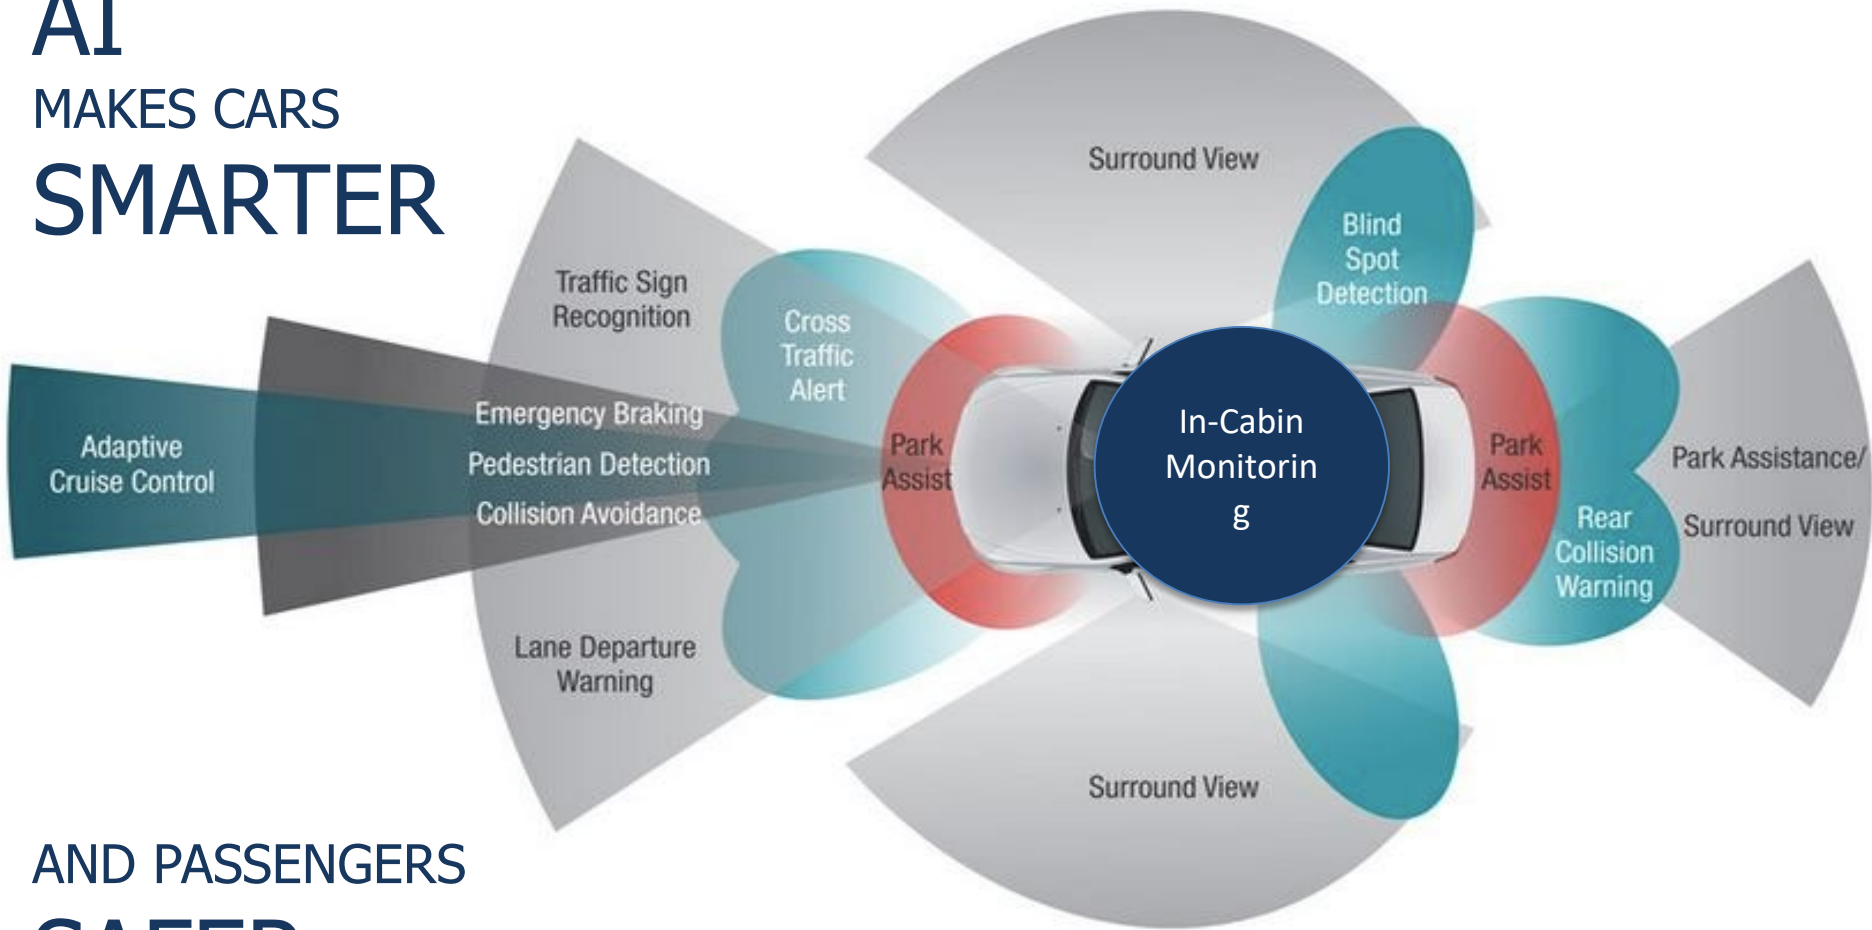 AI
MAKES CARS
SMARTER
Surround View
Blind
Spot
Detection
Traffic Sign
Recognition
Cross
Traffic
Alert
Emergency Braking
Pedestrian Detection
Collision Avoidance
Adaptive
Cruise Control
Park
Assist
In-Cabin
Monitorin
g
Park
Assist
Park Assistance/
Surround View
Rear
Collision
Warning
Lane Departure
Warning
Surround View
AND PASSENGERS
SAFER